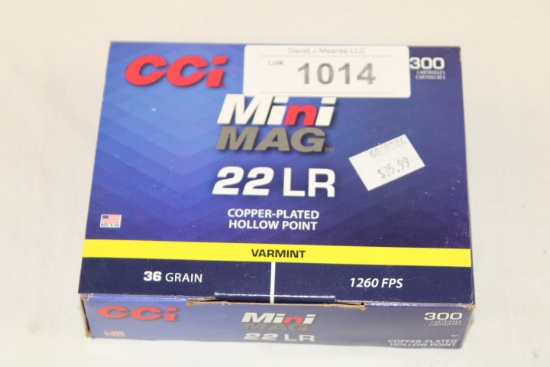 David J Meares LLC
Lot# 1014
CCi
300
CARTRIDGES
CARTOUCHES
Mini
MAG
22 LR
COPPER-PLATED
HOLLOW POINT
$35.99
VARMINT
36 GRAIN
1260 FPS
CCi
Mini
MAG
22 LR
300
COPPER-PLATED
HOLLOW POINT